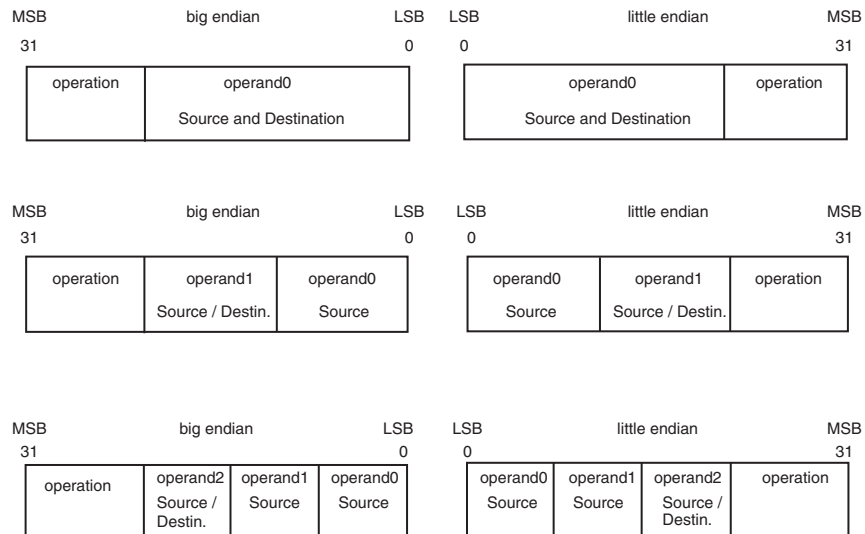 MSB big endian LSB LSB little endian MSB
31 0 0 31
operation operand0 operand0 operation
Source and Destination Source and Destination
MSB big endian LSB LSB little endian MSB
31 0 0 31
operation operand1 operand0 operand0 operand1 operation
Source / Destin. Source Source Source / Destin.
MSB big endian LSB LSB little endian MSB
31 0 0 31
operation operand2 operand1 operand0 operand0 operand1 operand2 operation
Source / Source Source Source Source Source /
Destin. Destin.